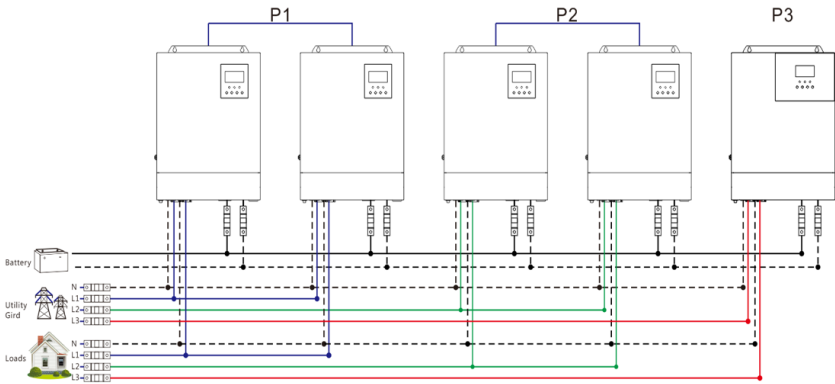 P1 P2 P3
Battery
N
L1
Utility
Gird
L2
L3
N
L1
Loads
L2
L3